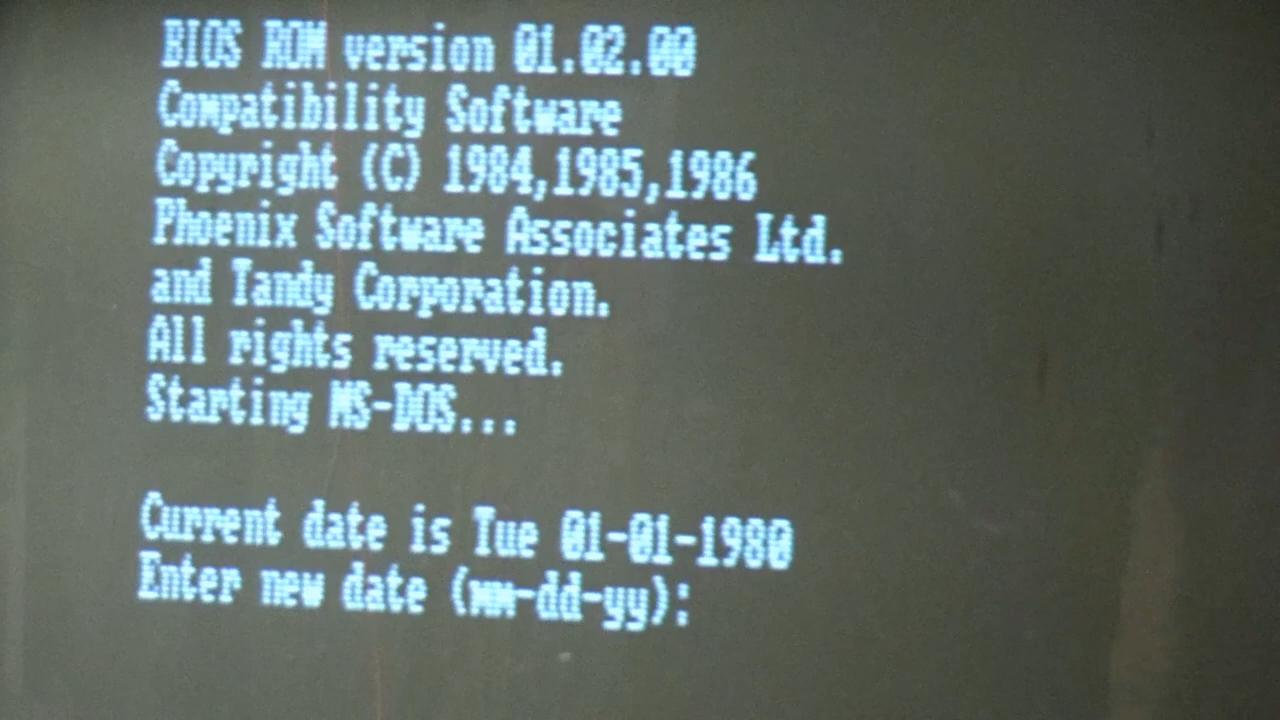 BIOS ROM version 01.02.00
Compatibility Software
Copyright (C) 1984,1985,1986
Phoenix Software Associates Ltd.
and Tandy Corporation.
All rights reserved.
Starting MS-DOS...
Current date is Tue 01-01-1980
Enter new date (mm-dd-yy):